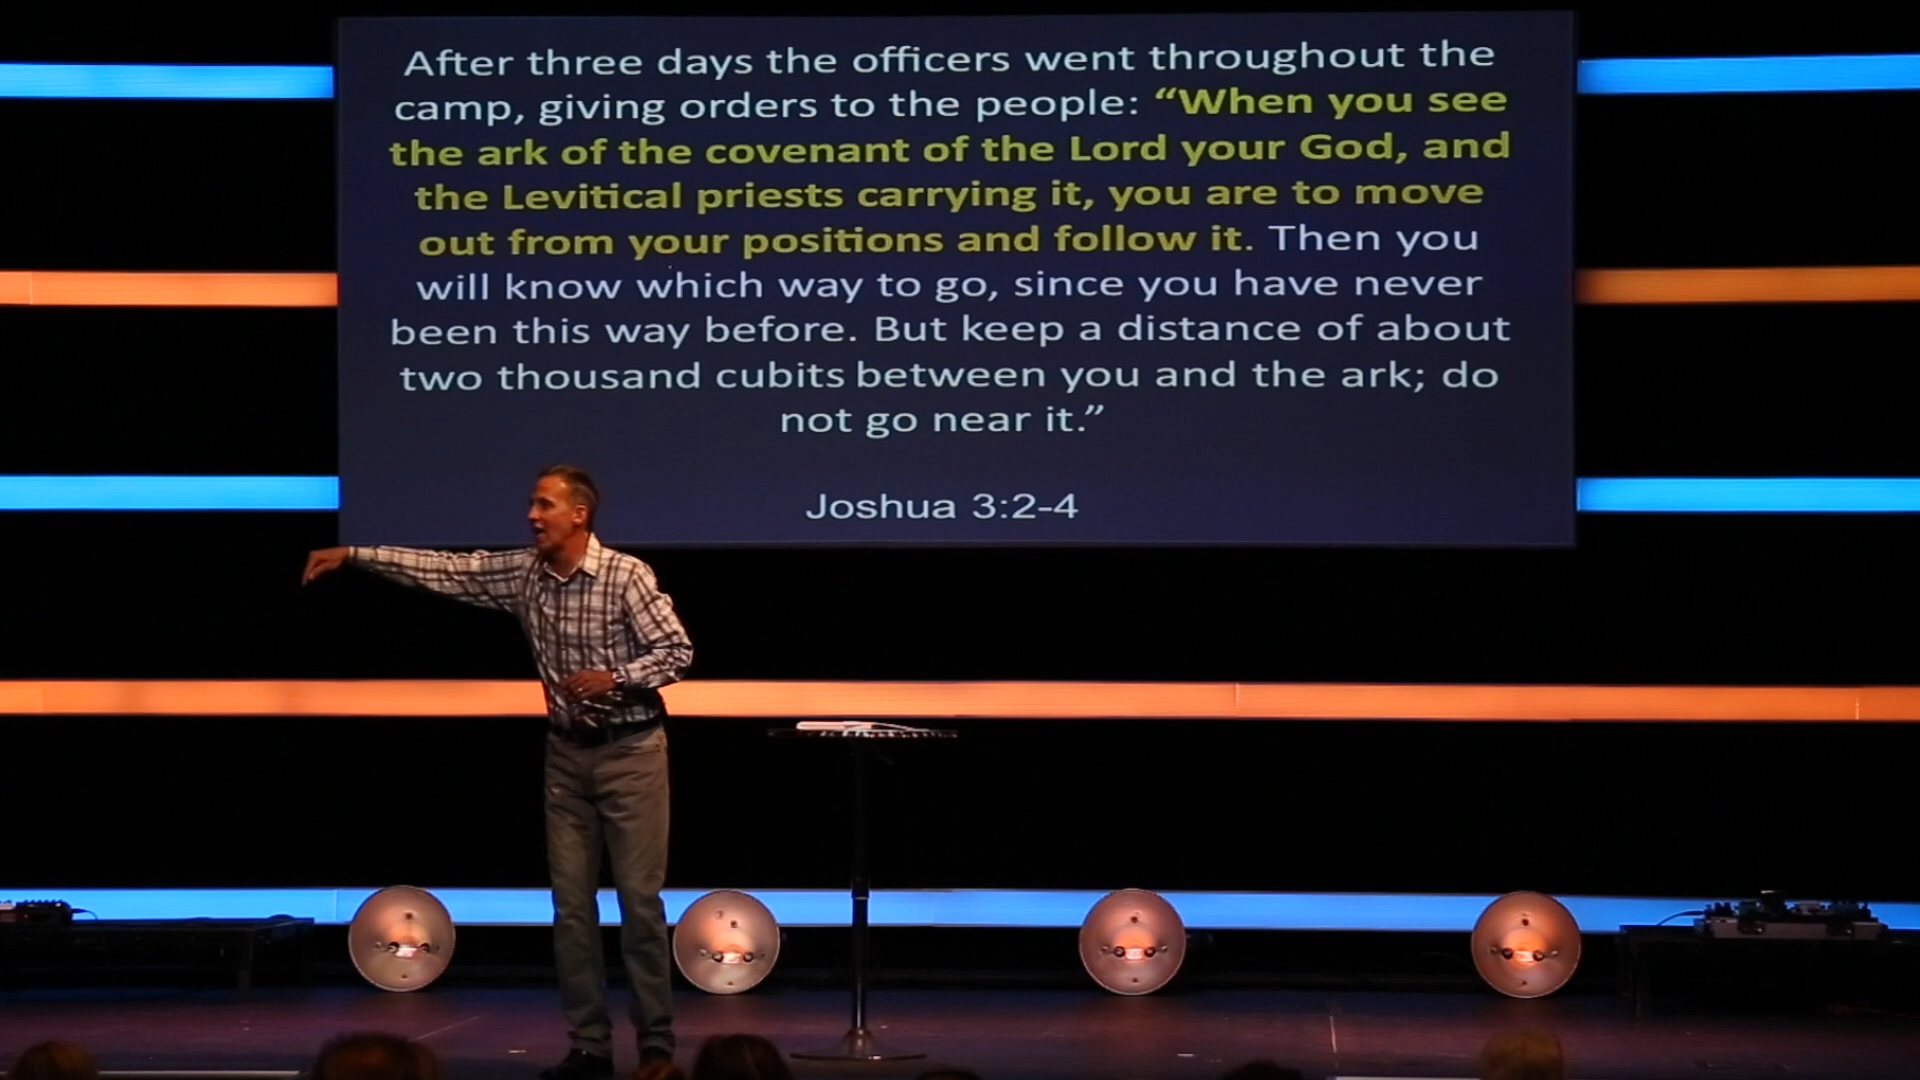 After three days the officers went throughout the
camp, giving orders to the people: “When you see
the ark of the covenant of the Lord your God, and
the Levitical priests carrying it, you are to move
out from your positions and follow it. Then you
will know which way to go, since you have never
been this way before. But keep a distance of about
two thousand cubits between you and the ark; do
not go near it.”
Joshua 3:2-4